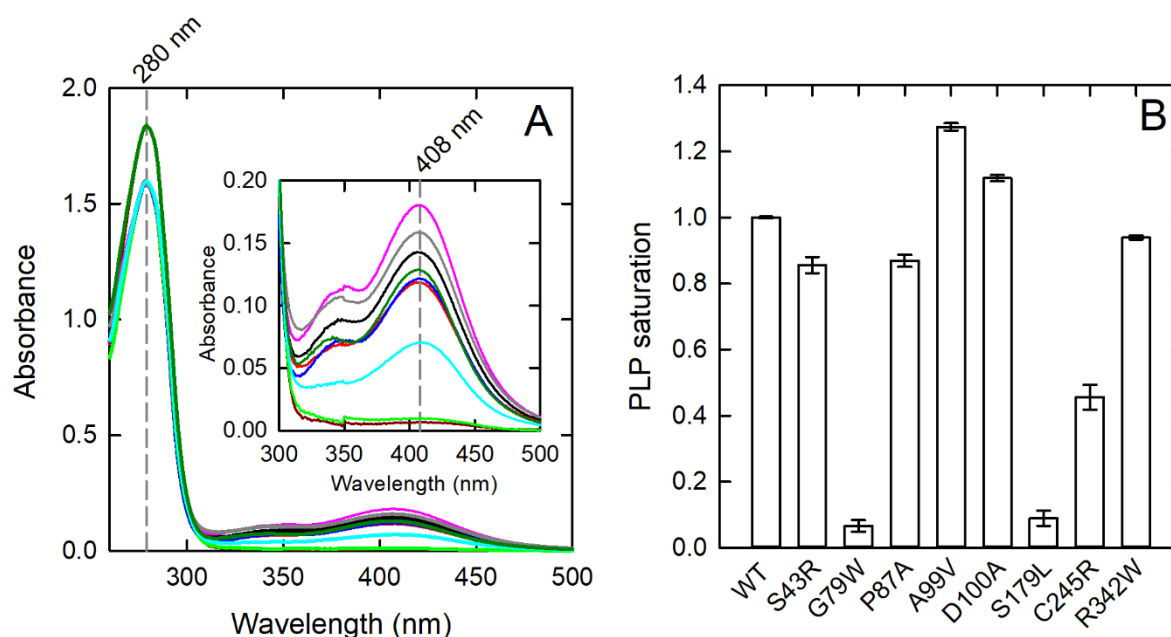 280 nm
A
2.0
1.5
1.0
0.5
0.0
Absorbance
300
350
400
450
500
Wavelength (nm)
408 nm
0.20
0.15
0.10
0.05
0.00
Absorbance
300
350
400
450
500
Wavelength (nm)
B
1.4
1.2
1.0
0.8
0.6
0.4
0.2
0.0
PLP saturation
WT
S43R
G79W
P87A
A99V
D100A
S179L
C245R
R342W